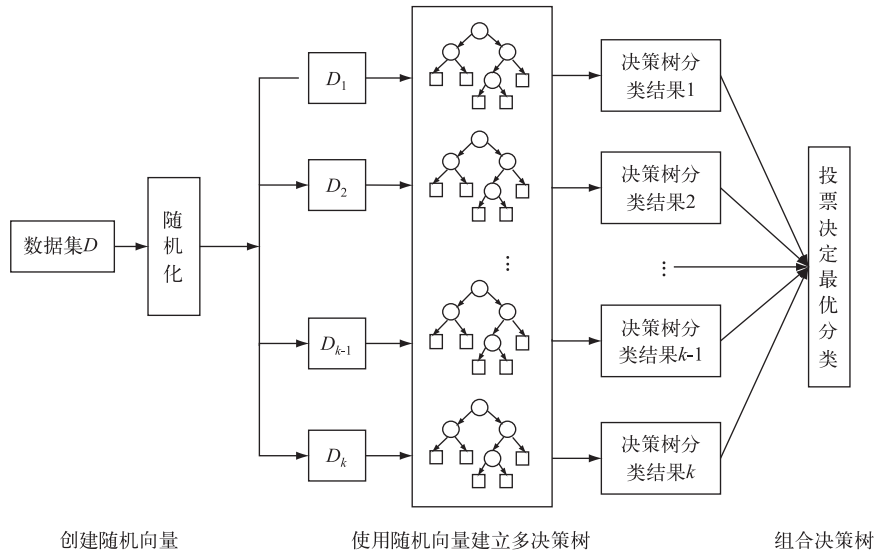 数据集D
随机化
D1
D2
Dk-1
Dk
⋮
决策树分
类结果1
决策树分
类结果2
⋮
决策树分
类结果k-1
决策树分
类结果k
投票决定最优分类
创建随机向量
使用随机向量建立多决策树
组合决策树